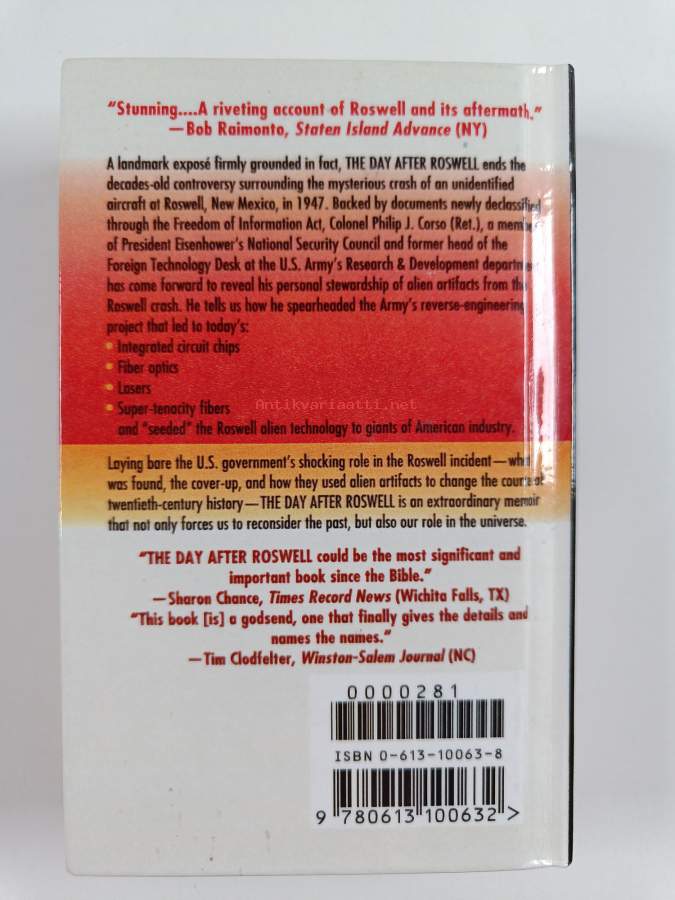 “Stunning....A riveting account of Roswell and its aftermath.”
—Bob Raimonto, Staten Island Advance (NY)
A landmark exposé firmly grounded in fact, THE DAY AFTER ROSWELL ends the
decades-old controversy surrounding the mysterious crash of an unidentified
aircraft at Roswell, New Mexico, in 1947. Backed by documents newly declassified
through the Freedom of Information Act, Colonel Philip J. Corso (Ret.), a
of President Eisenhower's National Security Council and former head of the
Foreign Technology Desk at the U.S. Army's Research & Development
has come forward to reveal his personal stewardship of alien artifacts from the
Roswell crash. He tells us how he spearheaded the Army's reverse-engineering
project that led to today's:
• Integrated circuit chips
• Fiber optics
• Lasers
• Super-tenacity fibers
Antikvariaatti.net
and “seeded” the Roswell alien technology to giants of American industry.
Laying bare the U.S. government's shocking role in the Roswell incident—what
was found, the cover-up, and how they used alien artifacts to change the course of
twentieth-century history—THE DAY AFTER ROSWELL is an extraordinary memoir
that not only forces us to reconsider the past, but also our role in the universe.
“THE DAY AFTER ROSWELL could be the most significant and
important book since the Bible.”
—Sharon Chance, Times Record News (Wichita Falls, TX)
“This book [is] a godsend, one that finally gives the details and
names the names.”
—Tim Clodfelter, Winston-Salem Journal (NC)
0000281
ISBN 0-613-10063-8
9 780613 100632 >